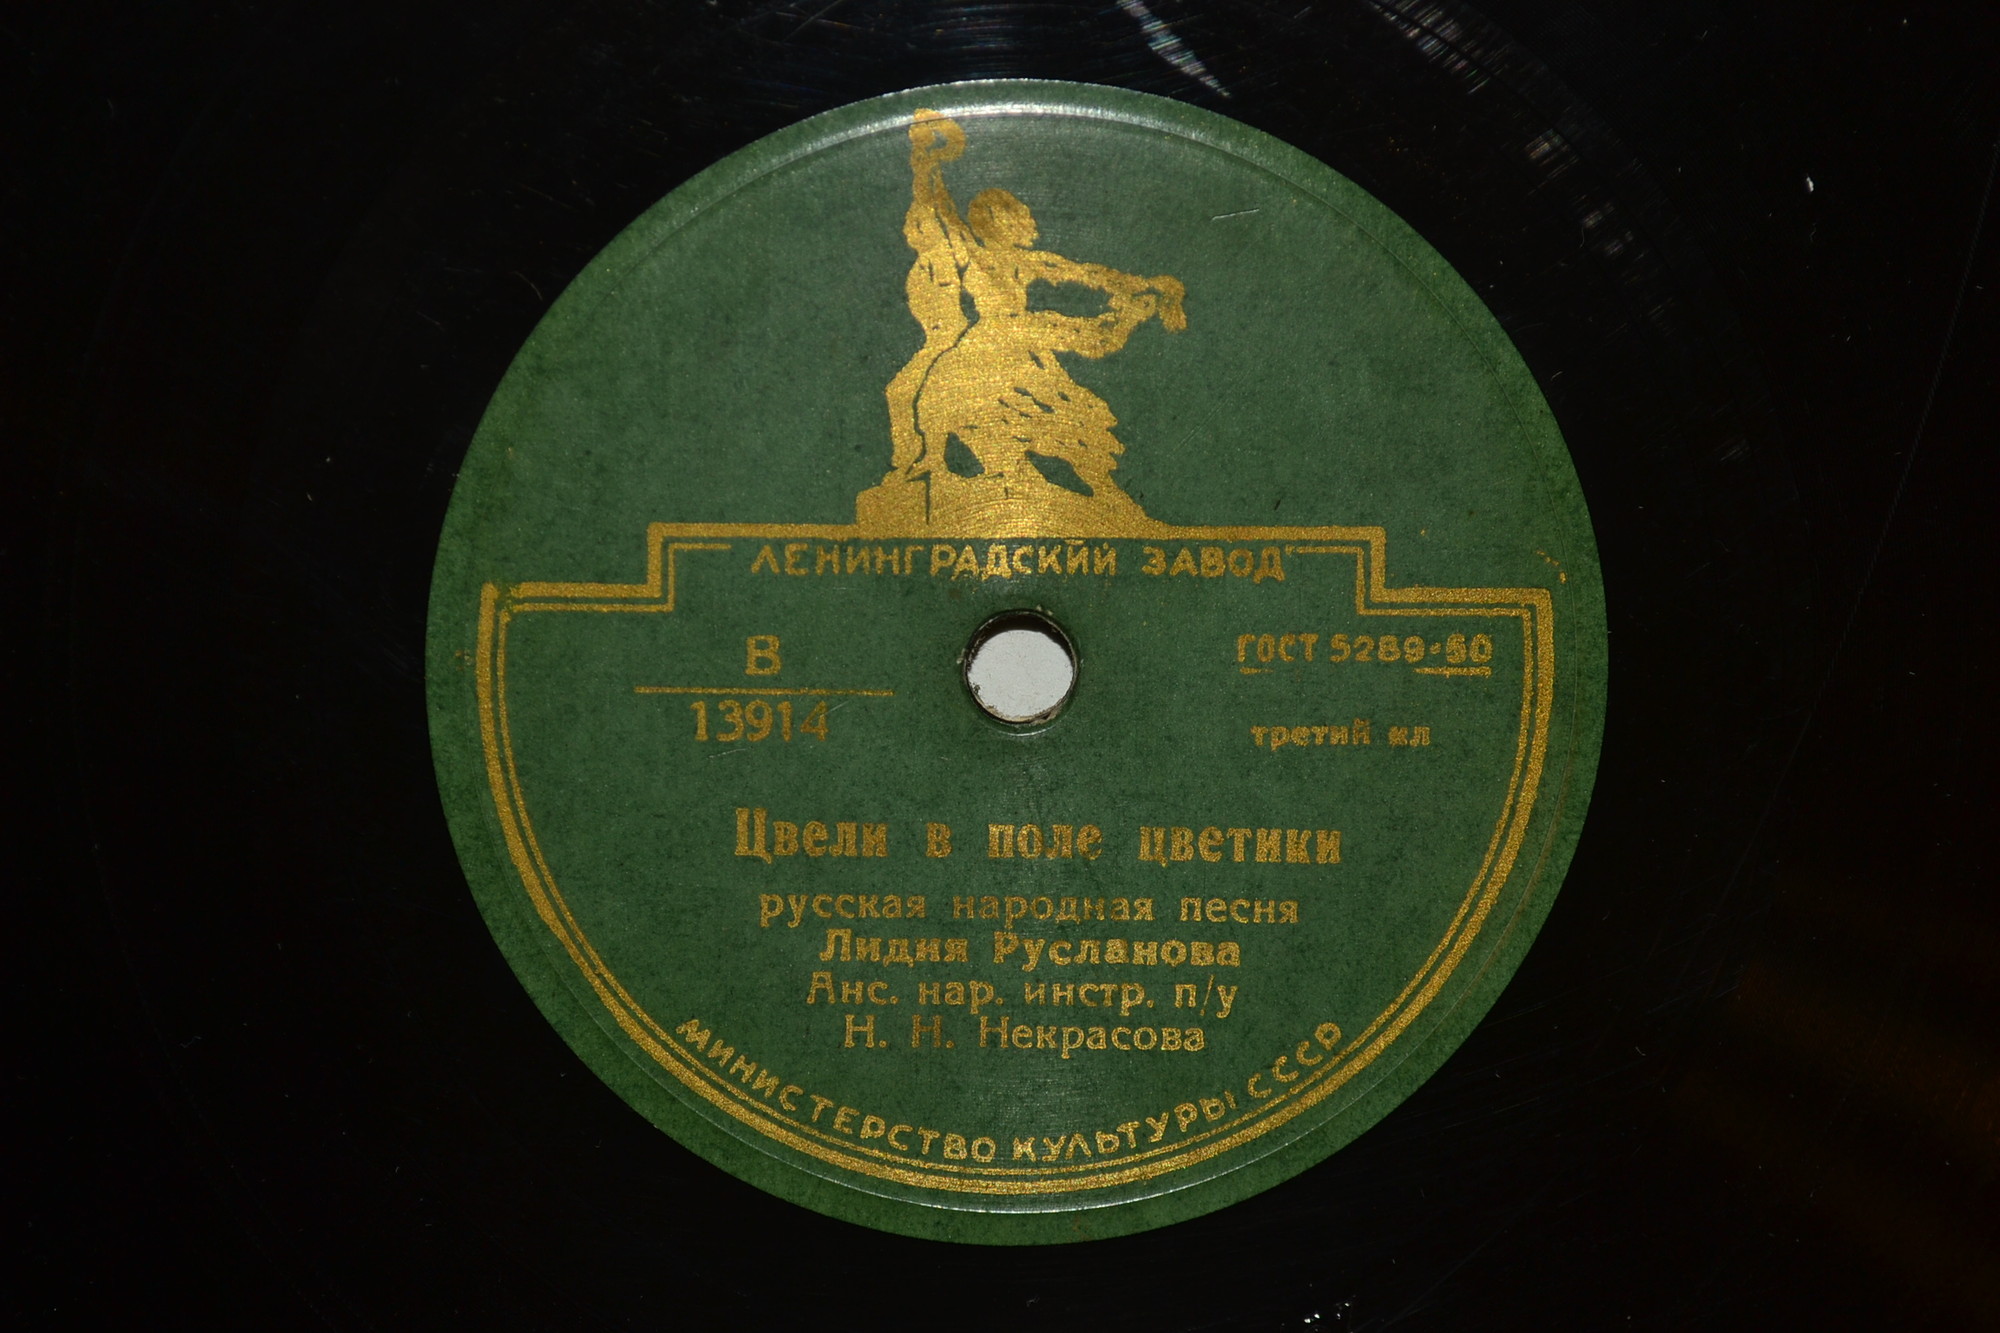 ЛЕНИНГРАДСКИЙ ЗАВОД
В
13914
ГОСТ 5289-50
третий кл
Цвели в поле цветики
русская народная песня
Лидия Русланова
Анс. нар. инстр. п/у
Н. Н. Некрасова
МИНИСТЕРСТВО КУЛЬТУРЫ СССР